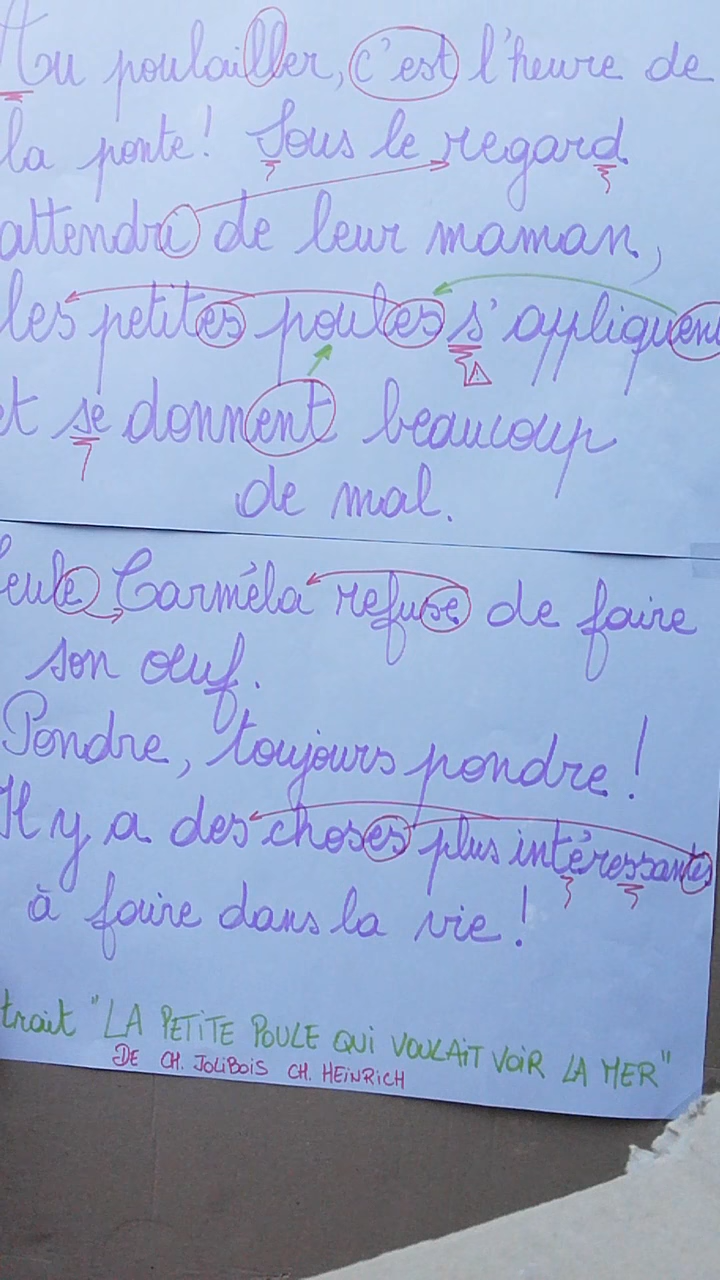 Au poulailler, c'est l'heure de
la ponte! Sous le regard
attendri de leur maman,
les petites poules s'appliquent
et se donnent beaucoup
de mal.
Seule Carméla refuse de faire
son œuf.
Pondre, toujours pondre!
Il y a des choses plus intéressantes
à faire dans la vie!
trait "LA PETITE POULE QUI VOULAIT VOIR LA MER"
DE CH. JOLIBOIS CH. HEINRICH